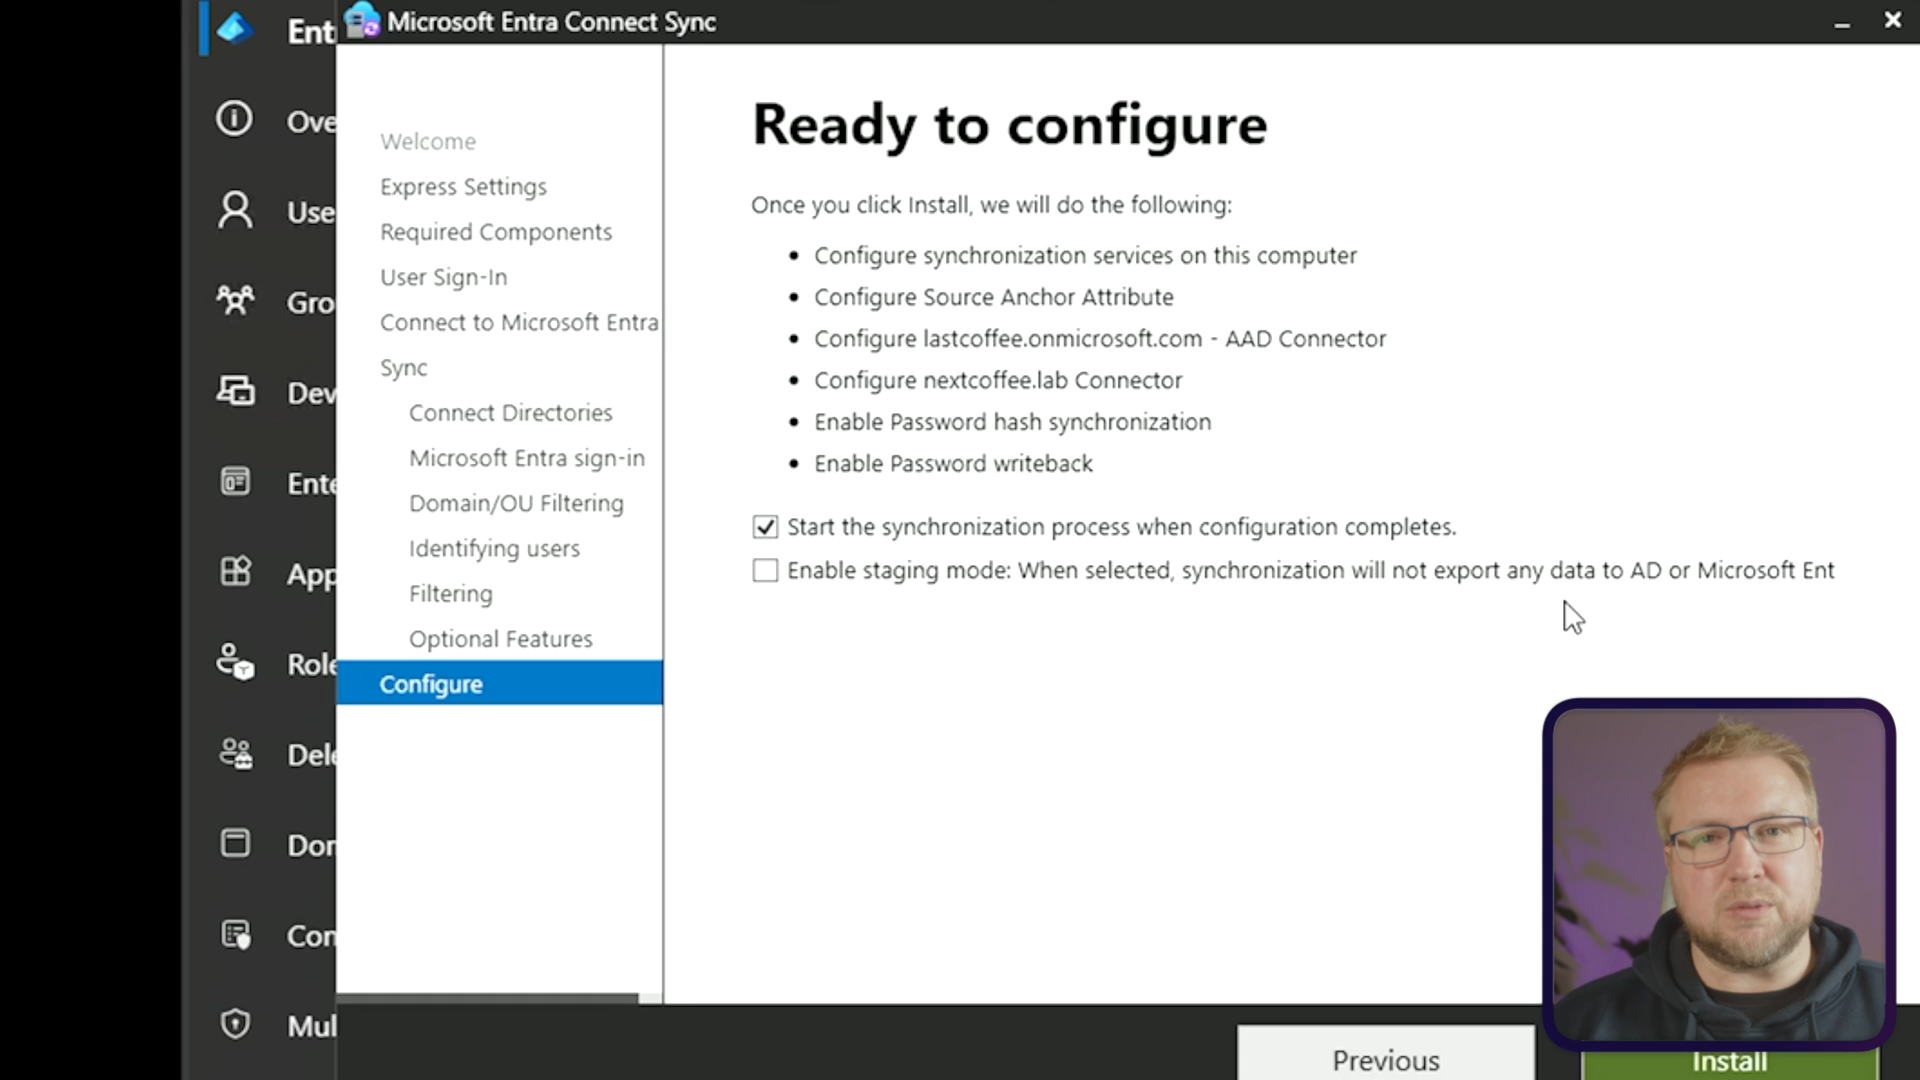 Microsoft Entra Connect Sync
Ent
Ove
Use
Gro
Dev
Ente
App
Role
Dele
Dor
Con
Mul
Welcome
Express Settings
Required Components
User Sign-In
Connect to Microsoft Entra
Sync
Connect Directories
Microsoft Entra sign-in
Domain/OU Filtering
Identifying users
Filtering
Optional Features
Configure
Ready to configure
Once you click Install, we will do the following:
• Configure synchronization services on this computer
• Configure Source Anchor Attribute
• Configure lastcoffee.onmicrosoft.com - AAD Connector
• Configure nextcoffee.lab Connector
• Enable Password hash synchronization
• Enable Password writeback
Start the synchronization process when configuration completes.
Enable staging mode: When selected, synchronization will not export any data to AD or Microsoft Ent
Previous
Install